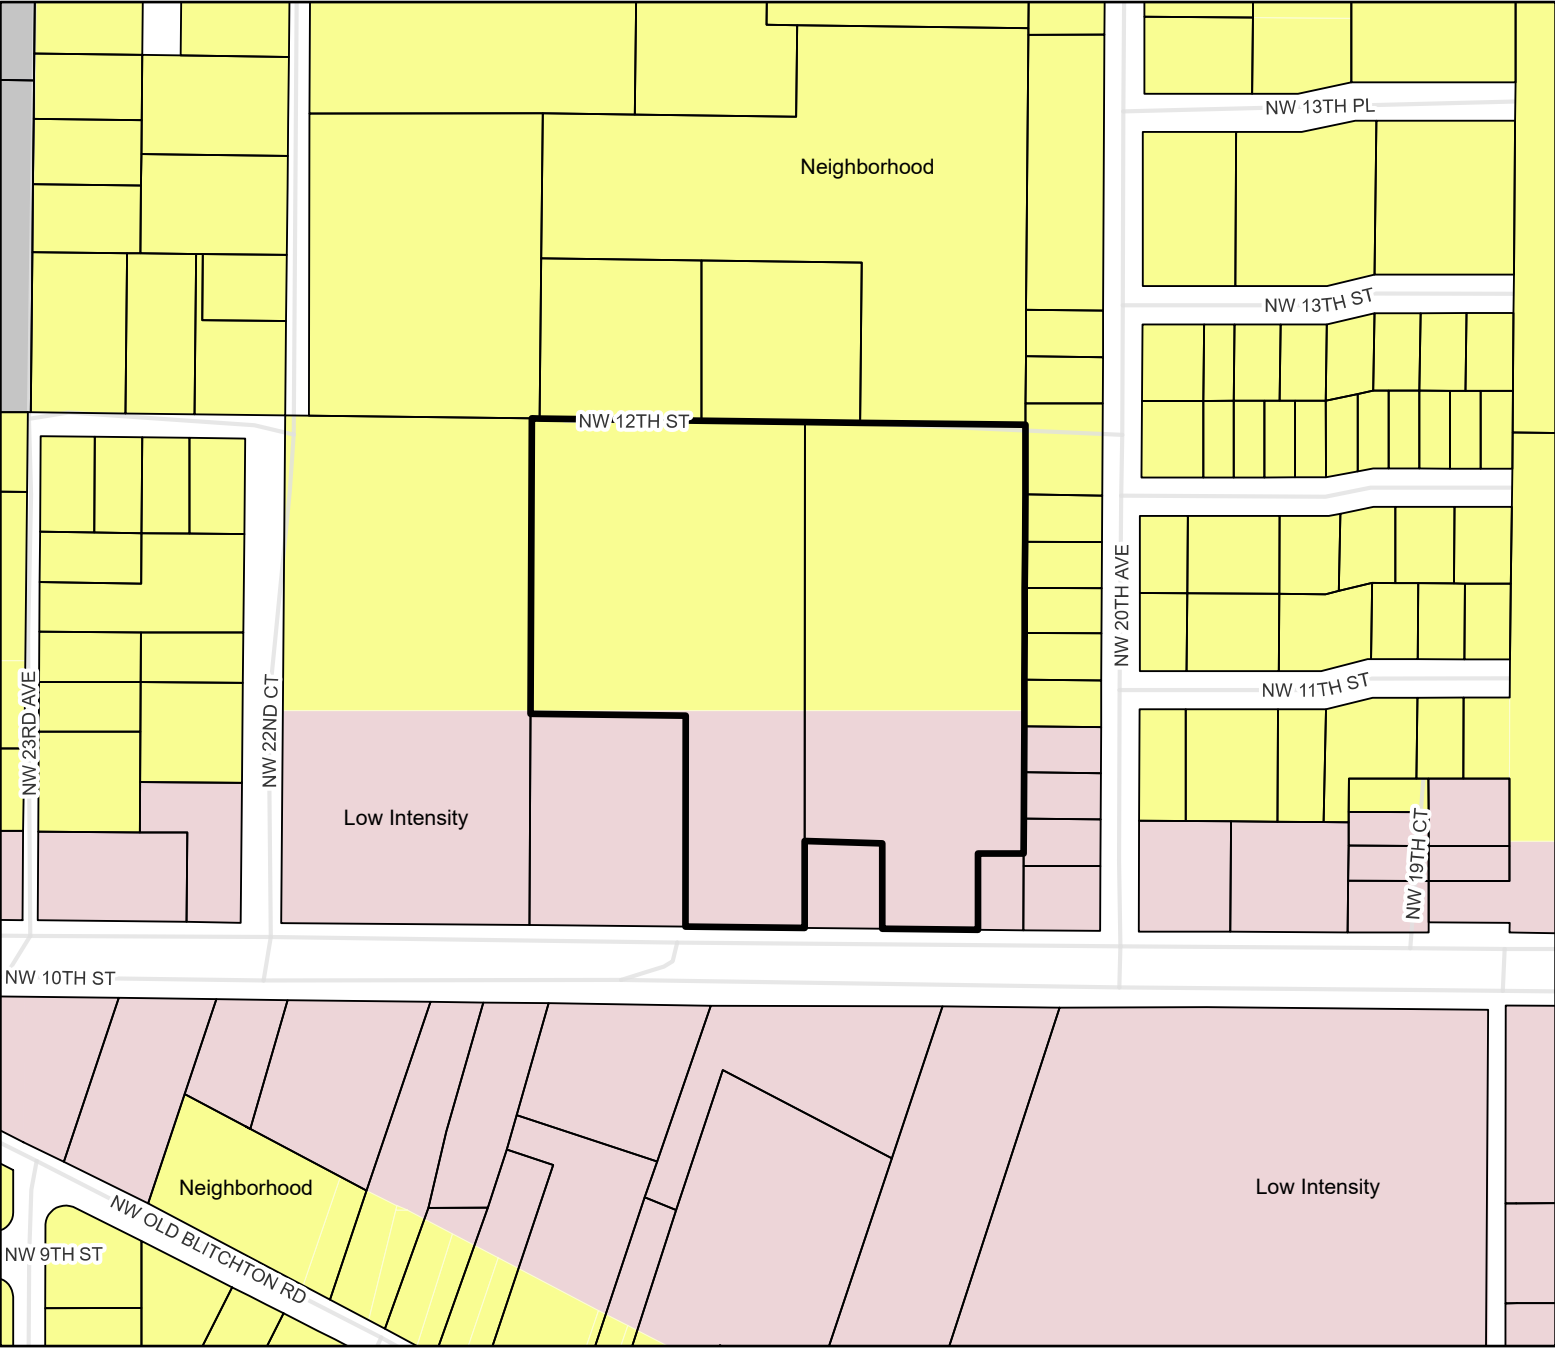 NW 13TH PL
Neighborhood
NW 13TH ST
NW 12TH ST
NW 20TH AVE
NW 11TH ST
NW 23RD AVE
NW 22ND CT
Low Intensity
NW 19TH CT
NW 10TH ST
Neighborhood
Low Intensity
NW OLD BLITCHTON RD
NW 9TH ST